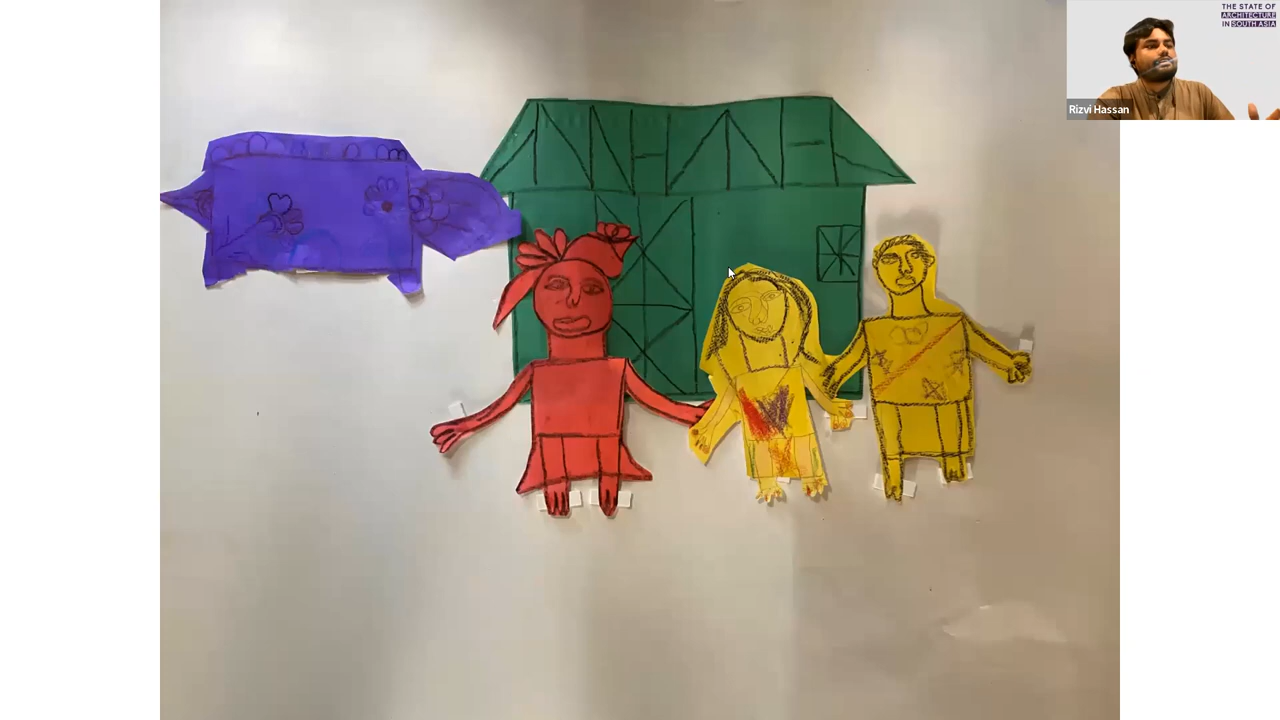 THE STATE OF
ARCHITECTURE
IN SOUTH ASIA
Rizvi Hassan